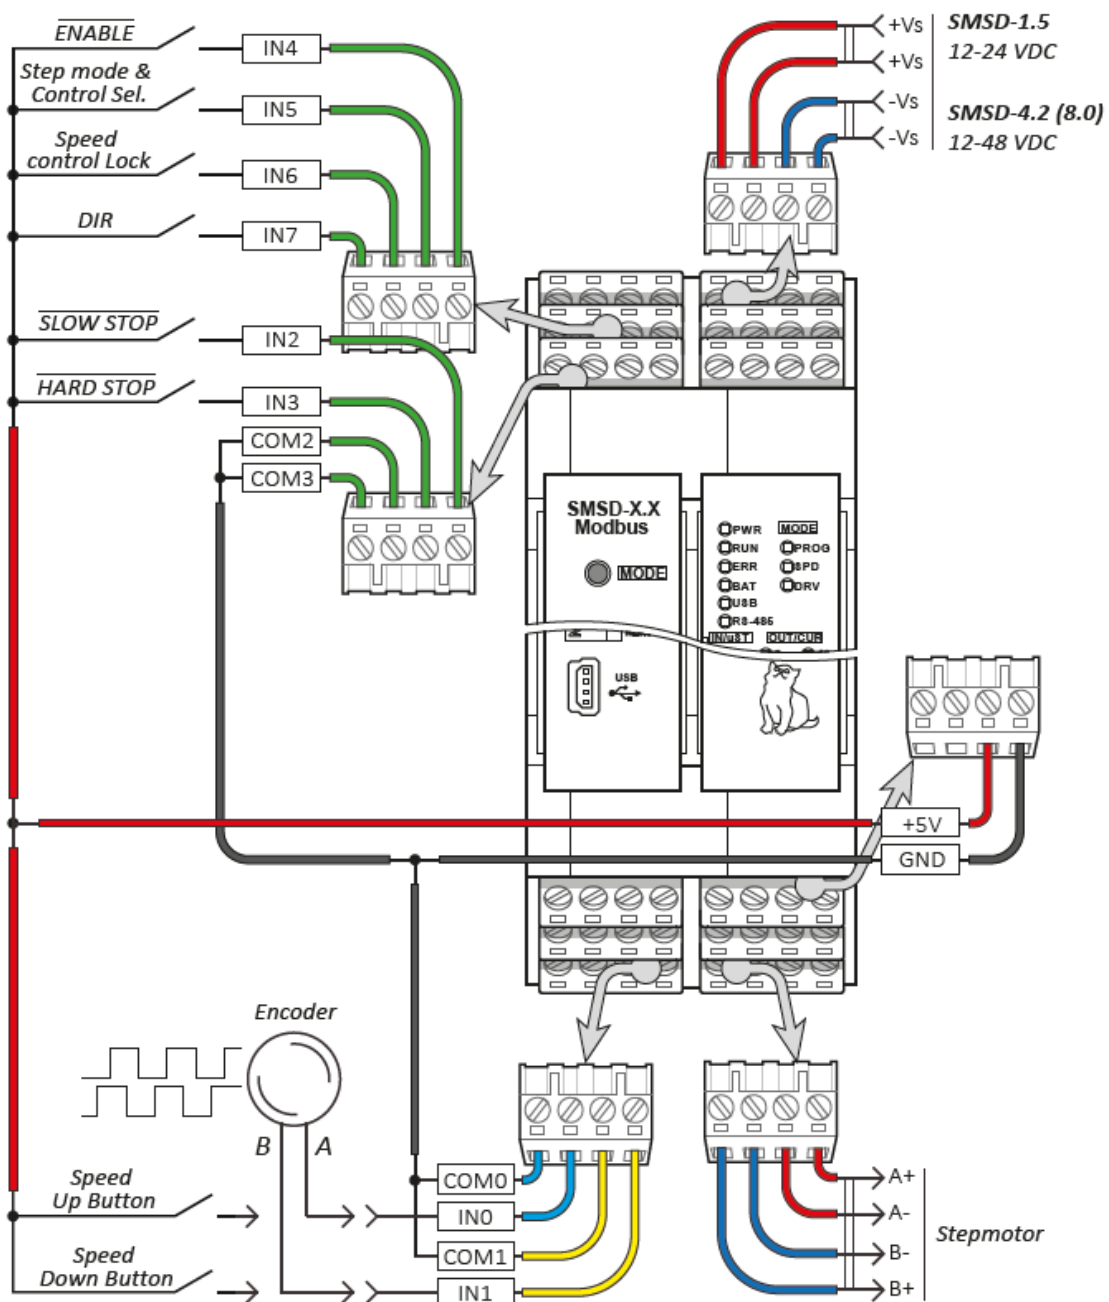 ENABLE
IN4
Step mode &
Control Sel.
IN5
Speed
control Lock
IN6
DIR
IN7
SLOW STOP
IN2
HARD STOP
IN3
COM2
COM3
+Vs
+Vs
-Vs
-Vs
SMSD-1.5
12-24 VDC
SMSD-4.2 (8.0)
12-48 VDC
SMSD-X.X
Modbus
MODE
PWR
RUN
ERR
BAT
USB
RS-485
MODE
PROG
SPD
DRV
OUT/CUR
USB
+5V
GND
Encoder
B
A
Speed
Up Button
Speed
Down Button
COM0
IN0
COM1
IN1
A+
A-
B-
B+
Stepmotor